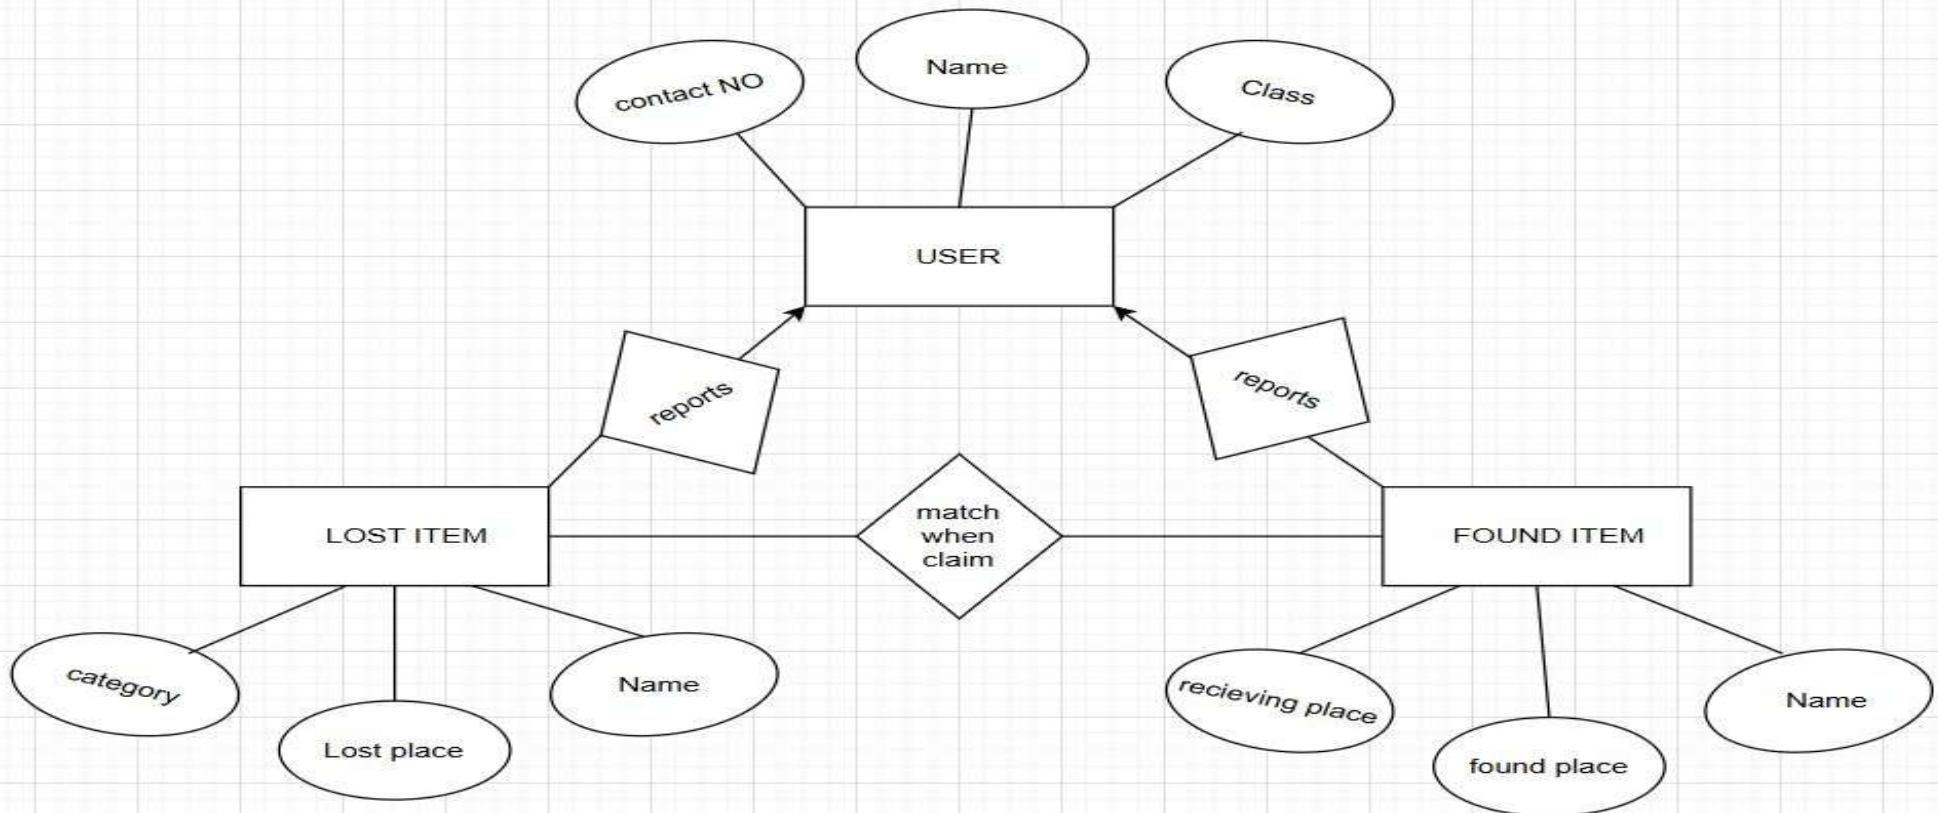 contact NO
Name
Class
USER
reports
reports
LOST ITEM
match
when
claim
FOUND ITEM
category
Lost place
Name
recieving place
found place
Name